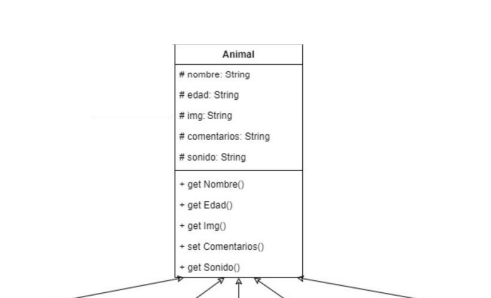 Animal
# nombre: String
# edad: String
# img: String
# comentarios: String
# sonido: String
+ get Nombre()
+ get Edad()
+ get Img()
+ set Comentarios()
+ get Sonido()